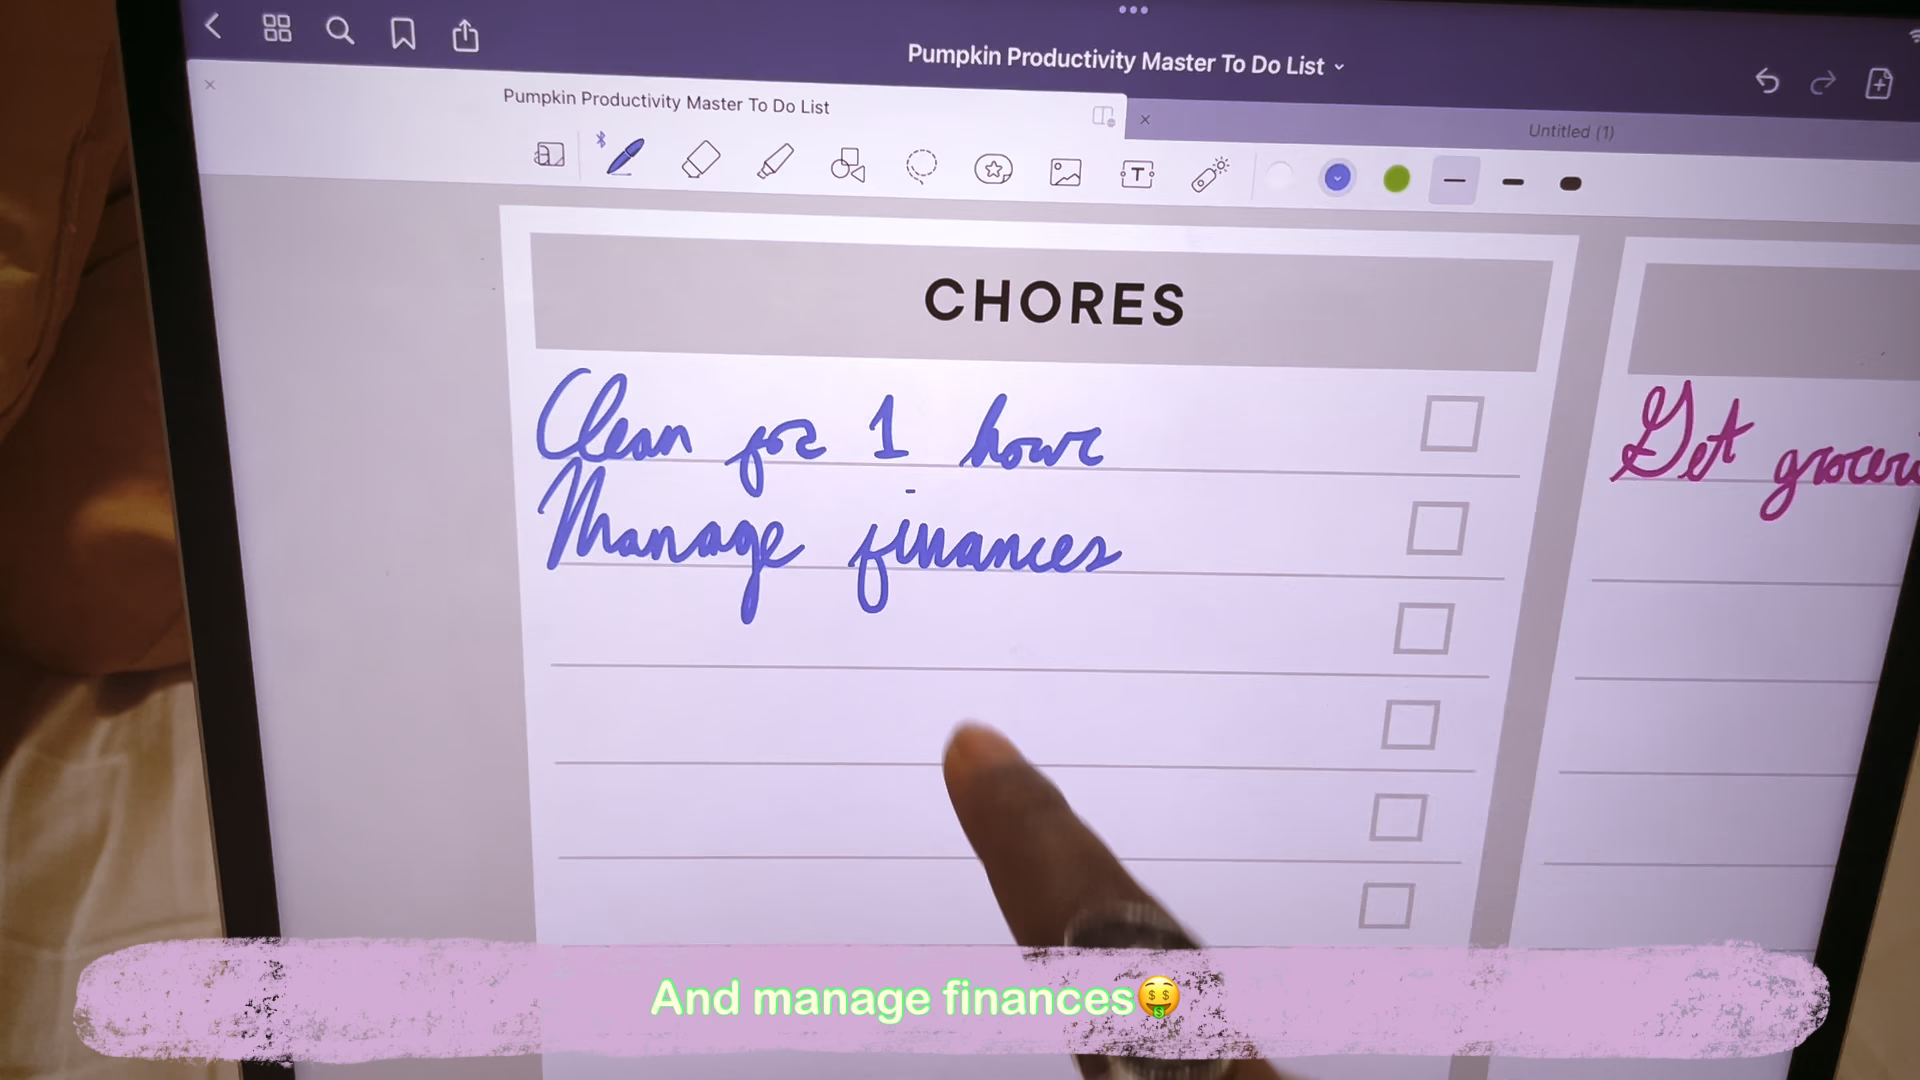 Pumpkin Productivity Master To Do List
Pumpkin Productivity Master To Do List
Untitled (1)
CHORES
Clean for 1 hour
Manage finances
Get groceri
And manage finances🤑